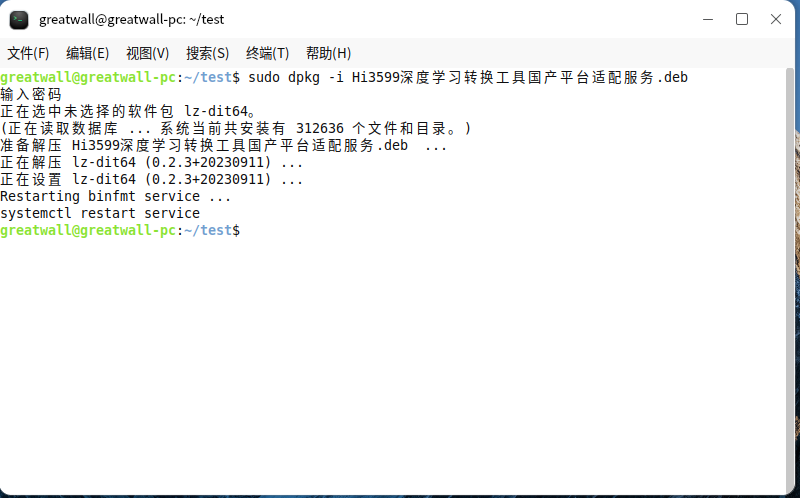 greatwall@greatwall-pc: ~/test
文件(F) 编辑(E) 视图(V) 搜索(S) 终端(T) 帮助(H)
greatwall@greatwall-pc:~/test$ sudo dpkg -i Hi3599深度学习转换工具国产平台适配服务.deb
输入密码
正在选中未选择的软件包 lz-dit64。
(正在读取数据库 ... 系统当前共安装有 312636 个文件和目录。)
准备解压 Hi3599深度学习转换工具国产平台适配服务.deb  ...
正在解压 lz-dit64 (0.2.3+20230911) ...
正在设置 lz-dit64 (0.2.3+20230911) ...
Restarting binfmt service ...
systemctl restart service
greatwall@greatwall-pc:~/test$